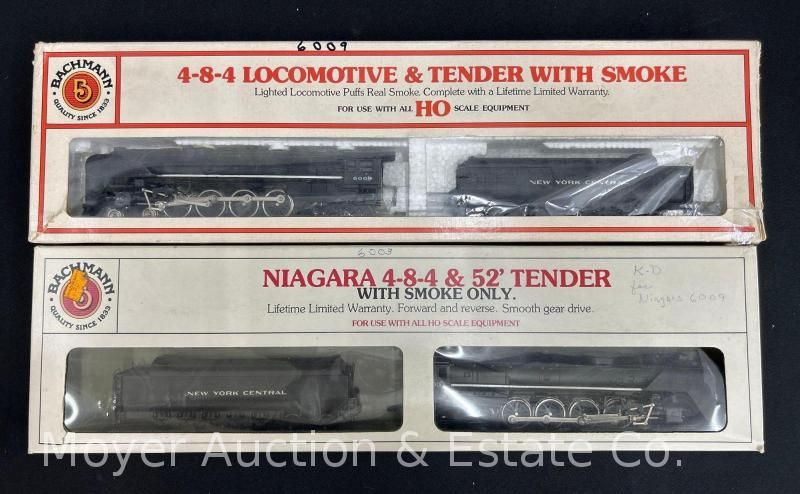 6009
BACHMANN
B
QUALITY SINCE 1833
4-8-4 LOCOMOTIVE & TENDER WITH SMOKE
Lighted Locomotive Puffs Real Smoke. Complete with a Lifetime Limited Warranty.
FOR USE WITH ALL HO SCALE EQUIPMENT
6009
NEW YORK CENTRAL
6003
BACHMANN
QUALITY SINCE 1833
NIAGARA 4-8-4 & 52' TENDER
WITH SMOKE ONLY.
Lifetime Limited Warranty. Forward and reverse. Smooth gear drive.
FOR USE WITH ALL HO SCALE EQUIPMENT
K-D
for
Niagara 6009
NEW YORK CENTRAL
Moyer Auction & Estate Co.